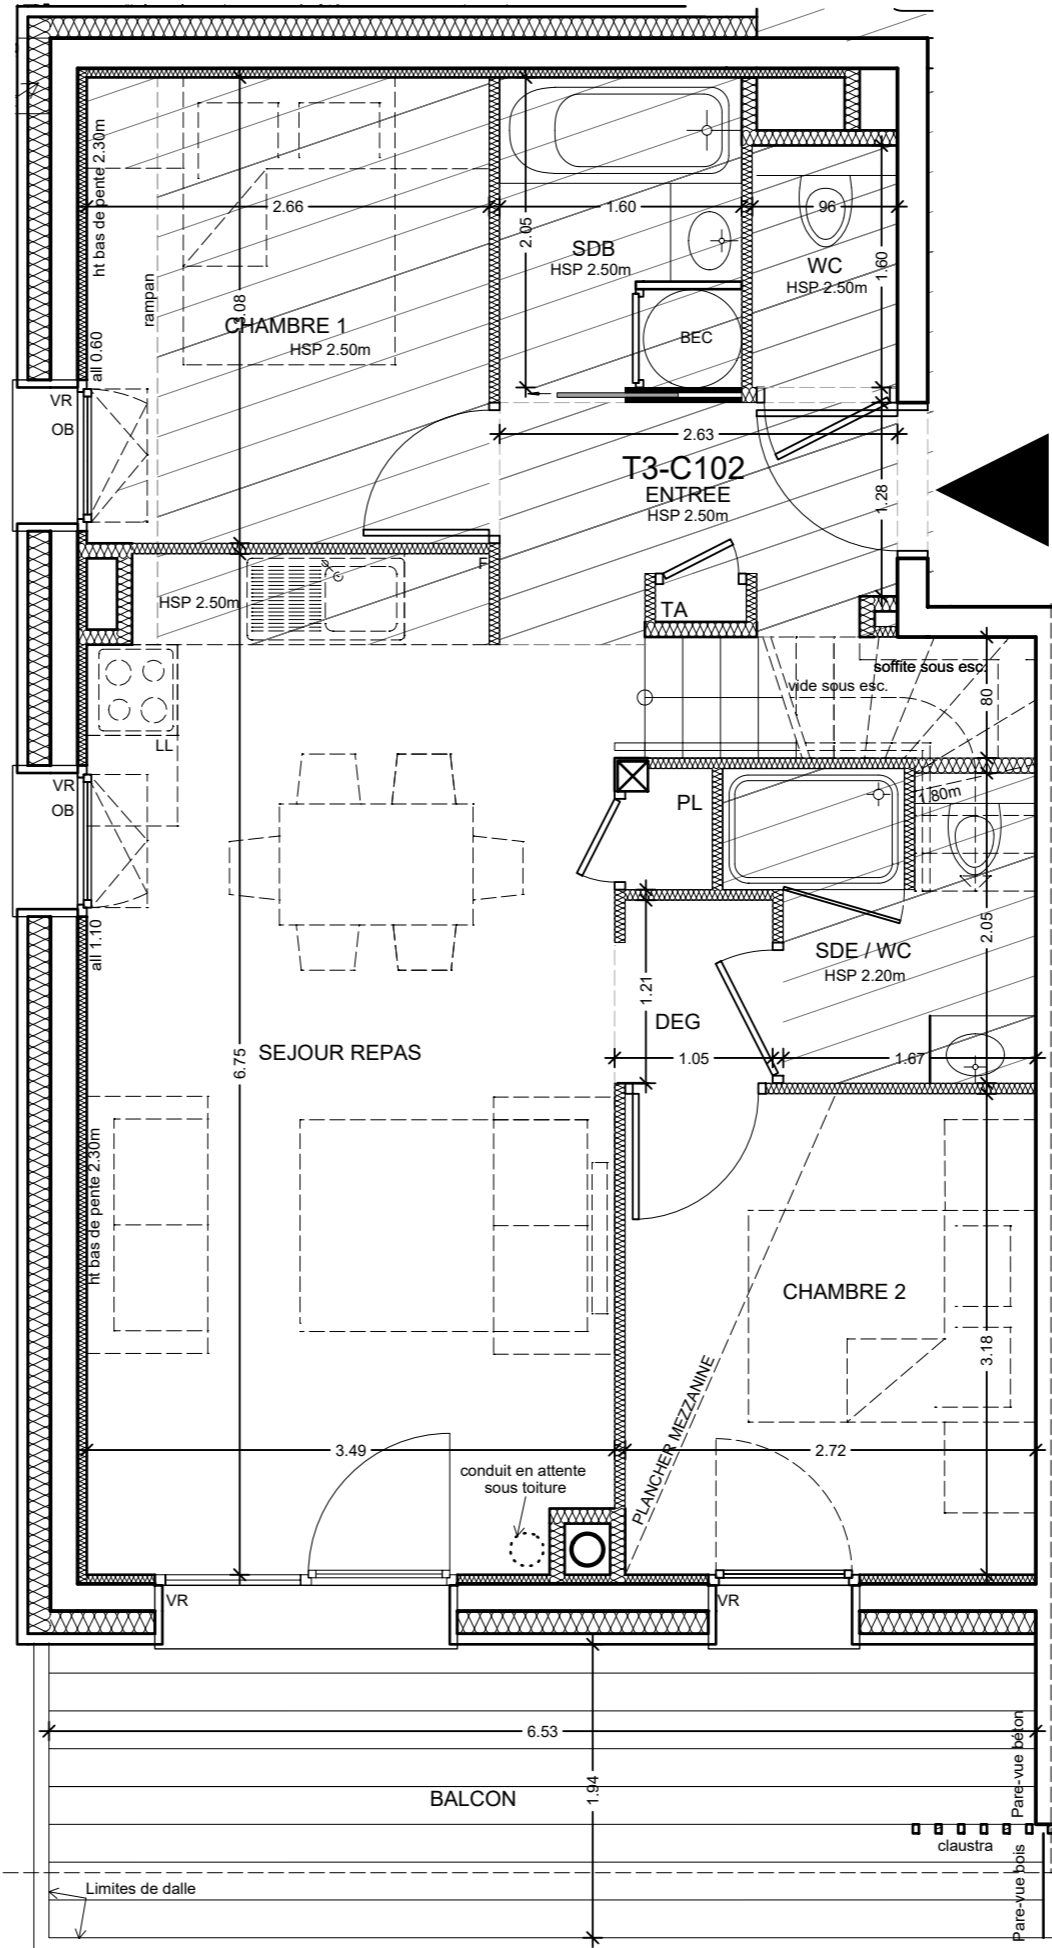 ht bas de pente 2.30m
2.66
3.08
rampan
CHAMBRE 1
HSP 2.50m
all 0.60
VR
OB
1.60
2.05
SDB
HSP 2.50m
BEC
96
WC
HSP 2.50m
1.60
2.63
T3-C102
ENTREE
HSP 2.50m
1.28
TA
F
HSP 2.50m
LL
VR
OB
all 1.10
soffite sous esc.
vide sous esc.
80
PL
1.80m
SDE / WC
HSP 2.20m
2.05
1.21
DEG
1.05
1.67
SEJOUR REPAS
6.75
ht bas de pente 2.30m
CHAMBRE 2
3.18
PLANCHER MEZZANINE
3.49
2.72
conduit en attente
sous toiture
VR
VR
6.53
1.94
BALCON
Pare-vue béton
claustra
Pare-vue bois
Limites de dalle